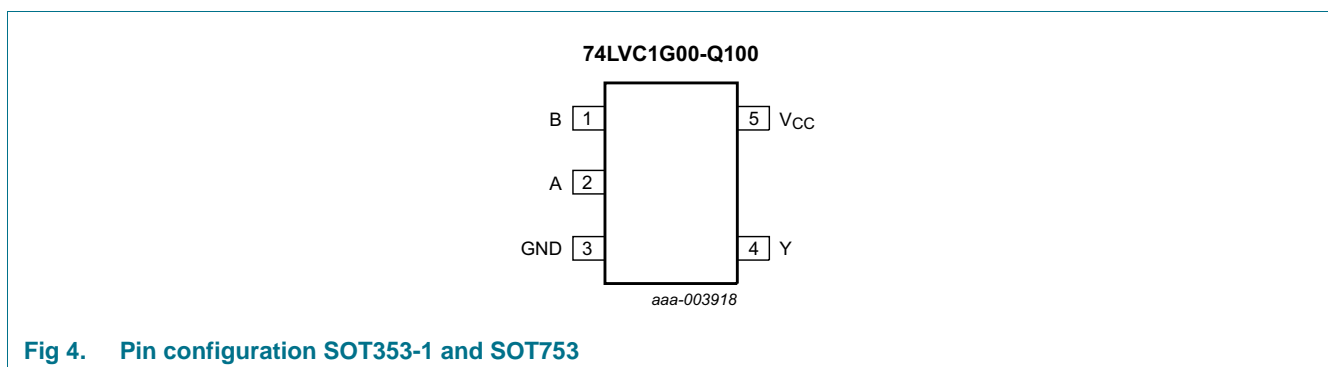 74LVC1G00-Q100
B 1 5 VCC
A 2
GND 3 4 Y
aaa-003918
Fig 4. Pin configuration SOT353-1 and SOT753